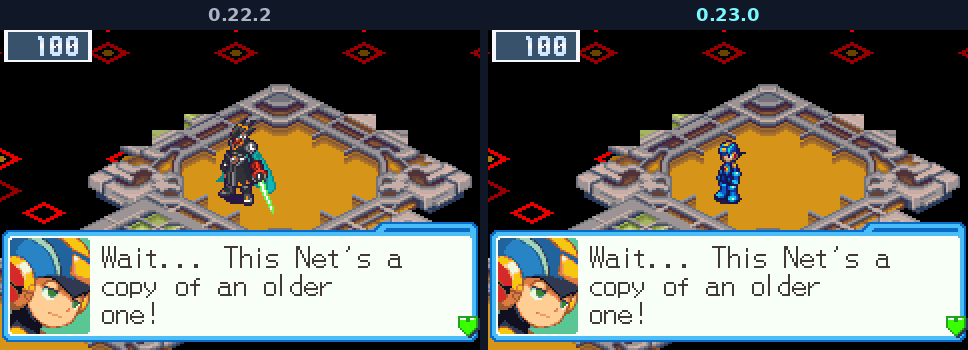 0.22.2
100
Wait... This Net's a
copy of an older
one!
0.23.0
100
Wait... This Net's a
copy of an older
one!